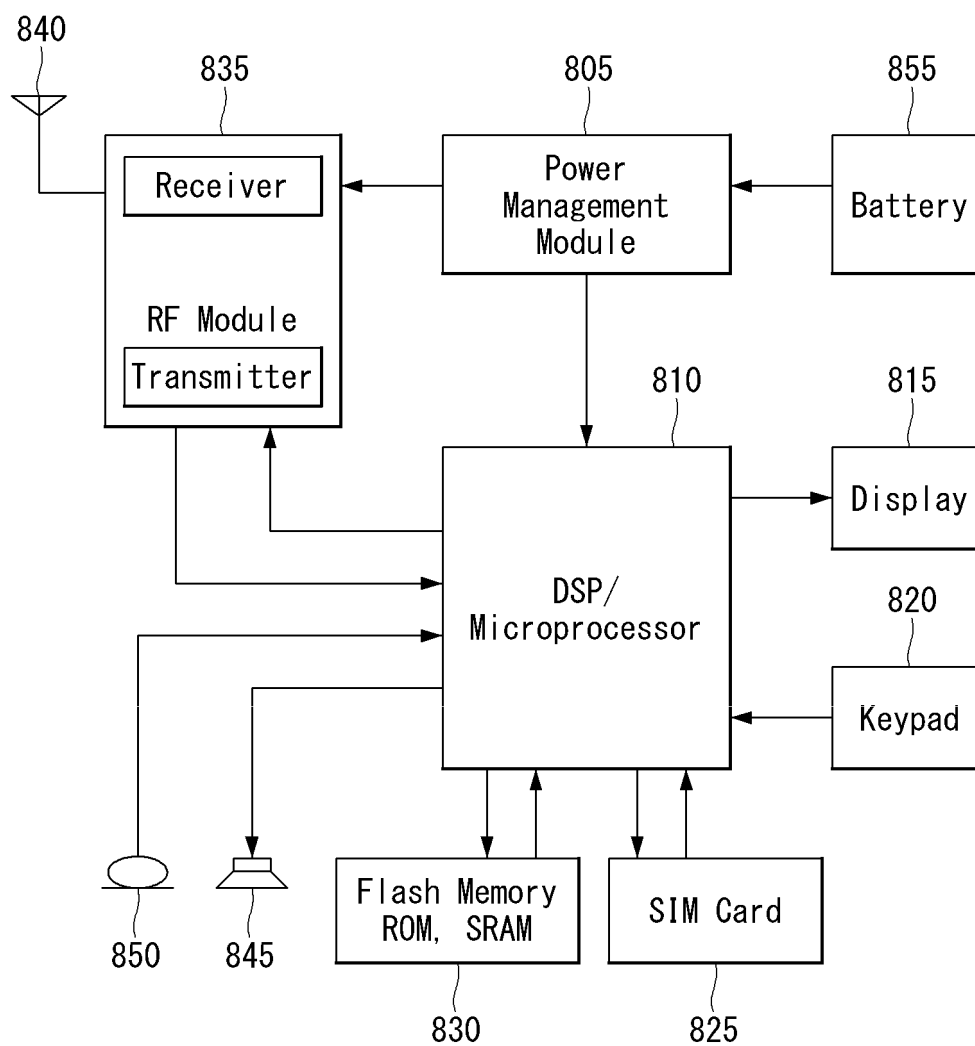 840
835
805
855
Receiver
RF Module
Transmitter
Power
Management
Module
Battery
810
815
DSP/
Microprocessor
Display
820
Keypad
850
845
Flash Memory
ROM, SRAM
SIM Card
830
825